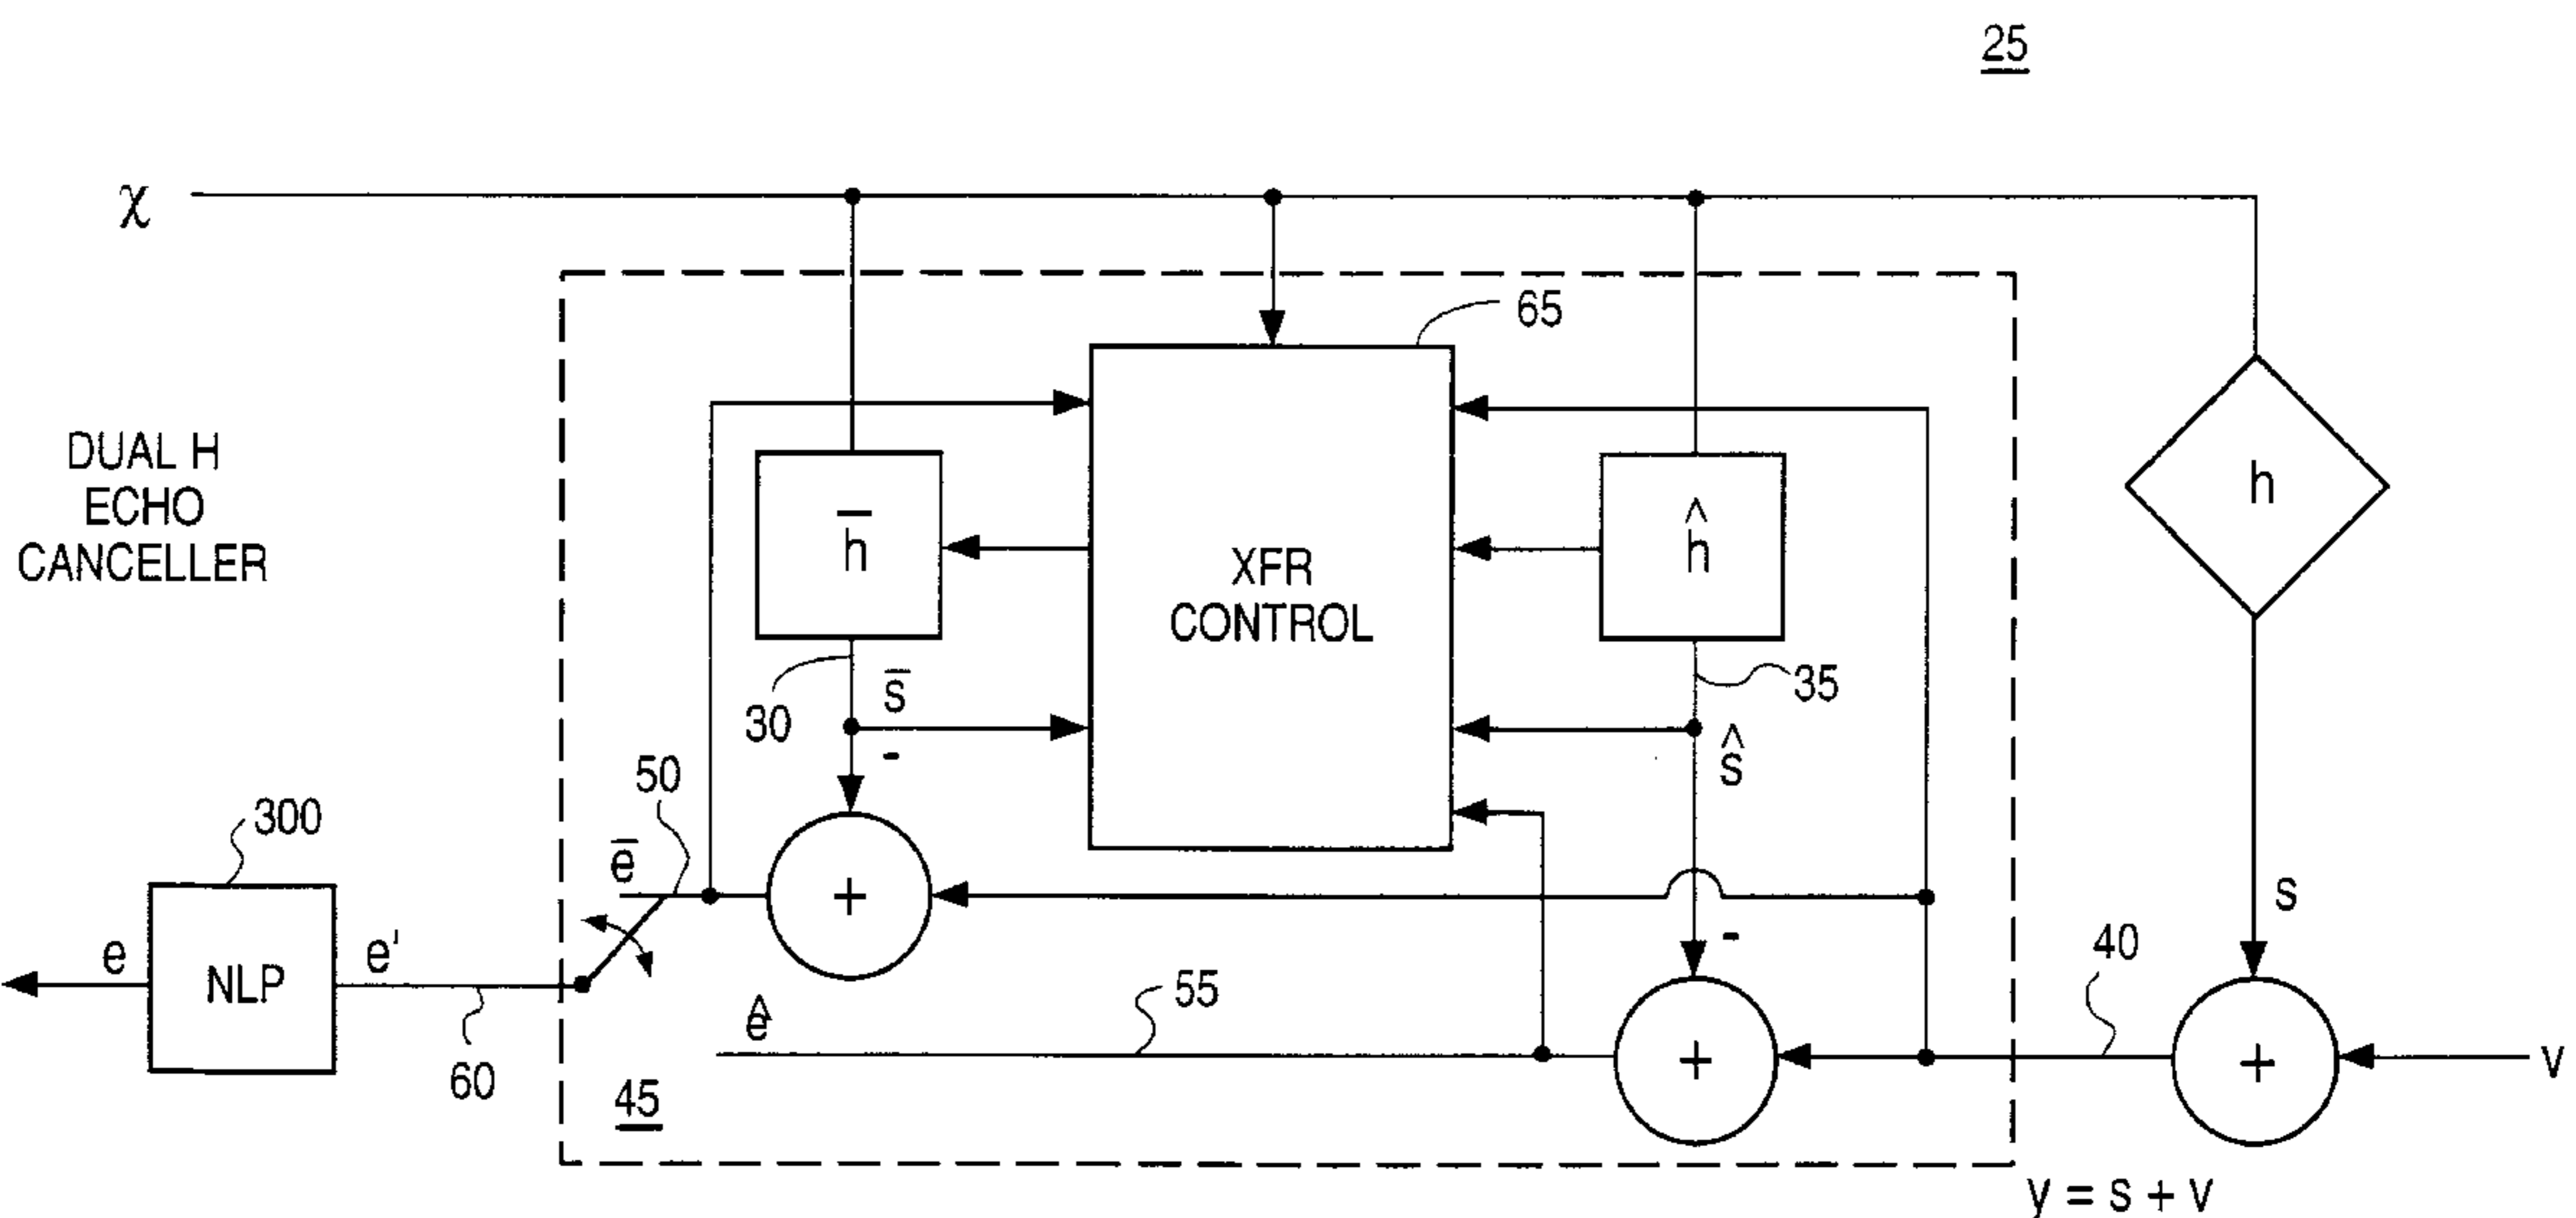 25
χ
65
DUAL H
ECHO
CANCELLER
h̄
XFR
CONTROL
ĥ
h
30
s̄
-
35
ŝ
50
300
ē
+
s
e
NLP
e'
-
40
ê
55
60
45
+
+
v
y = s + v